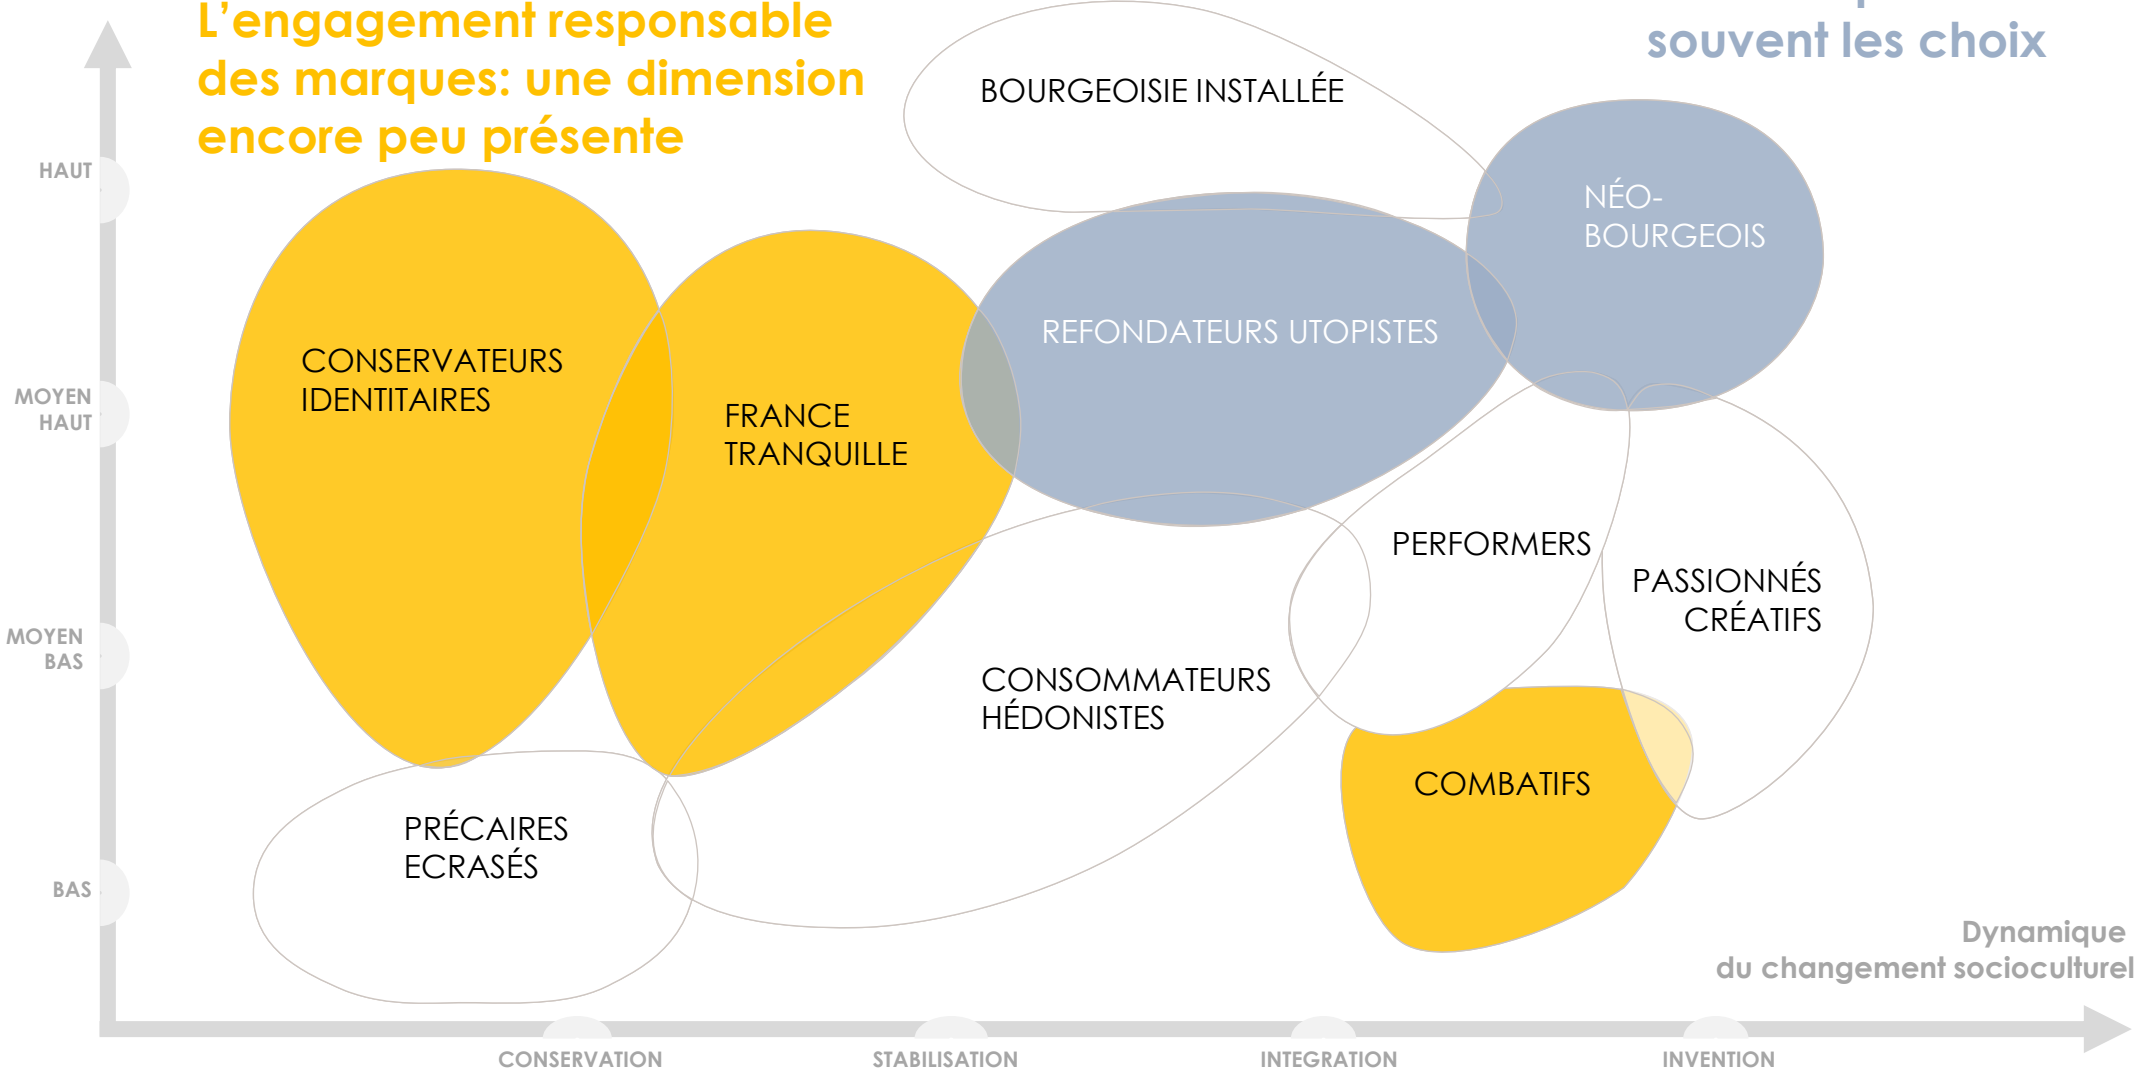 L’engagement responsable
des marques: une dimension
encore peu présente
souvent les choix
BOURGEOISIE INSTALLÉE
HAUT
NÉO-
BOURGEOIS
REFONDATEURS UTOPISTES
CONSERVATEURS
IDENTITAIRES
MOYEN
HAUT
FRANCE
TRANQUILLE
PERFORMERS
PASSIONNÉS
CRÉATIFS
MOYEN
BAS
CONSOMMATEURS
HÉDONISTES
COMBATIFS
PRÉCAIRES
ECRASÉS
BAS
Dynamique
du changement socioculturel
CONSERVATION
STABILISATION
INTEGRATION
INVENTION